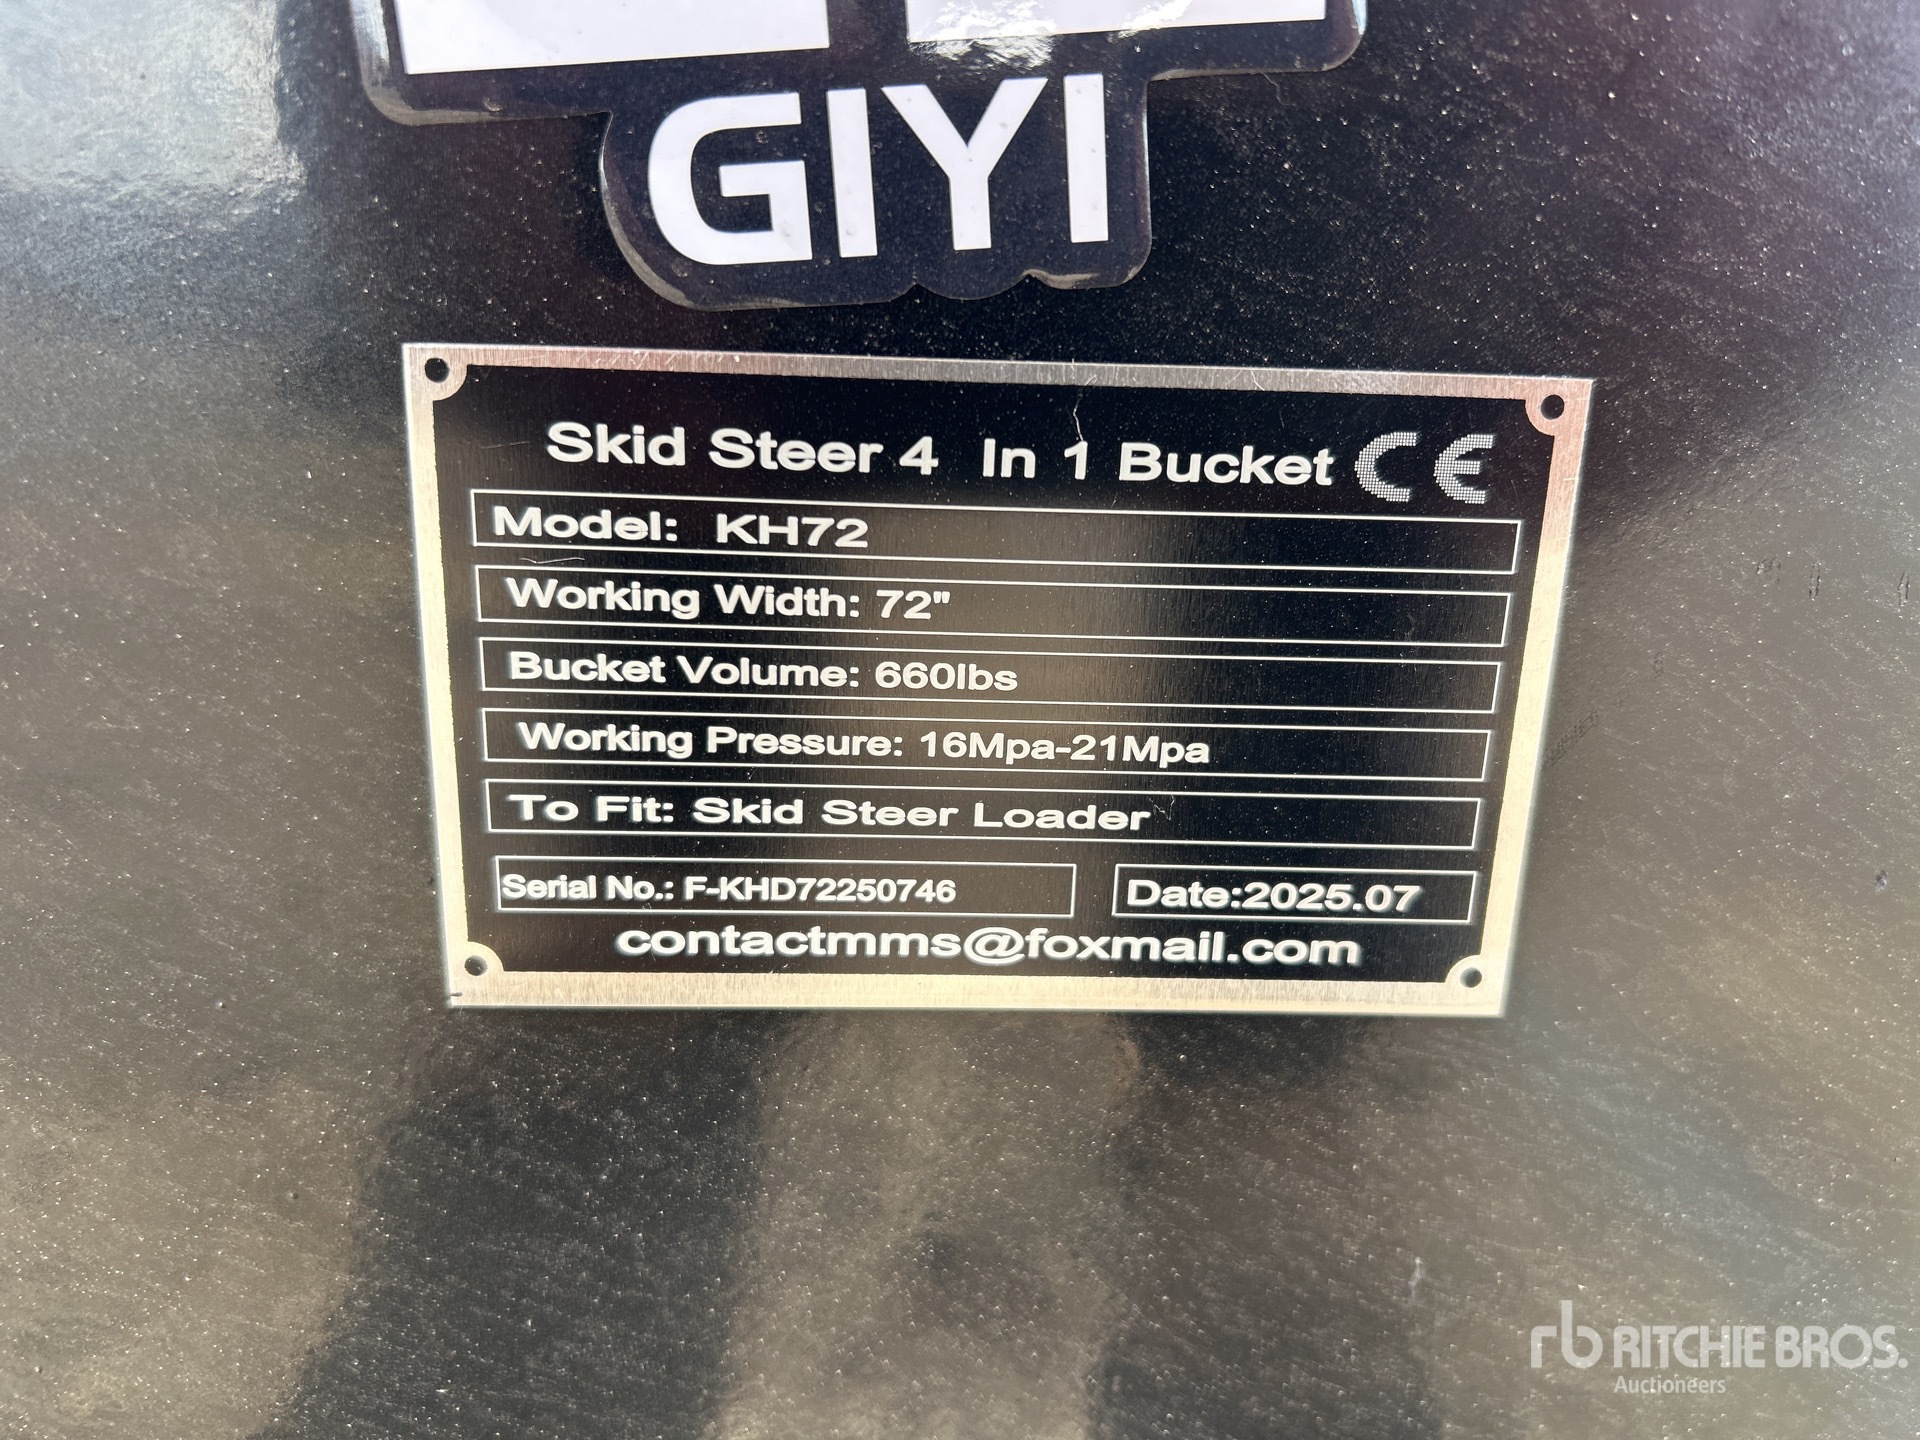 GIYI
Skid Steer 4 In 1 Bucket CE
Model: KH72
Working Width: 72"
Bucket Volume: 660lbs
Working Pressure: 16Mpa-21Mpa
To Fit: Skid Steer Loader
Serial No.: F-KHD72250746
Date:2025.07
contactmms@foxmail.com
rb RITCHIE BROS.
Auctioneers